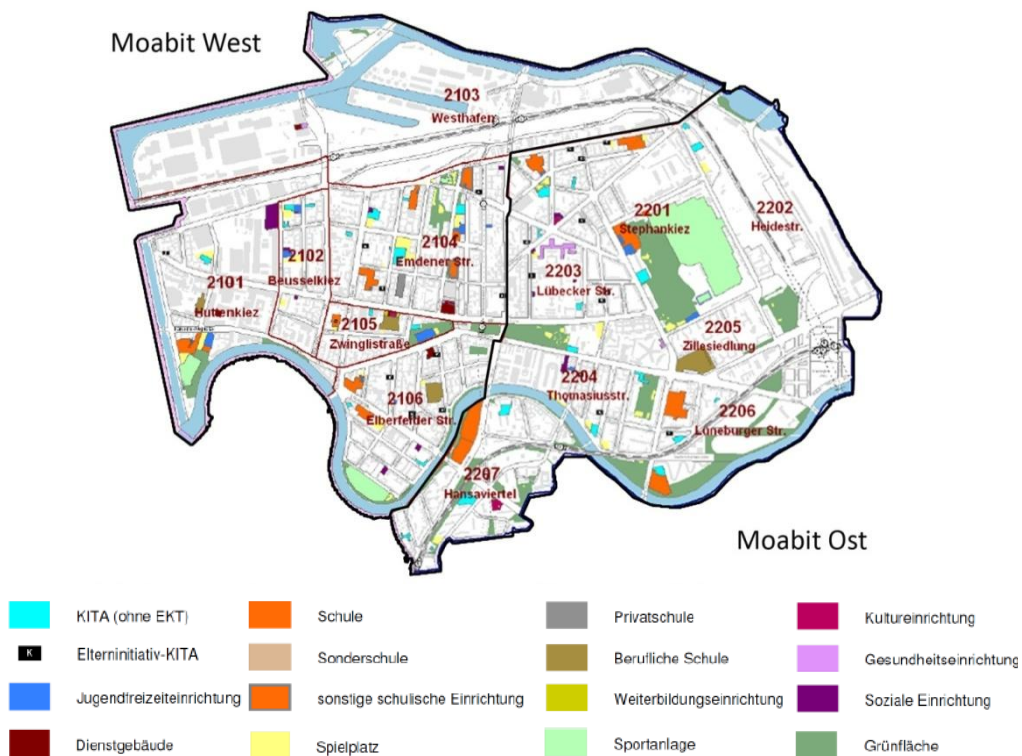 Moabit West
2103
Westhafen
2201
Stephankiez
2202
Heidestr.
2104
Emdener Str.
2102
Beusselkiez
2203
Lübecker Str.
2101
Huttenkiez
2105
Zwinglistraße
2205
Zillesiedlung
2204
Thomasiusstr.
2106
Elberfelder Str.
2206
Lüneburger Str.
2207
Hansaviertel
Moabit Ost
KITA (ohne EKT)
Schule
Privatschule
Kultureinrichtung
K
Elterninitiativ-KITA
Sonderschule
Berufliche Schule
Gesundheitseinrichtung
Jugendfreizeiteinrichtung
sonstige schulische Einrichtung
Weiterbildungseinrichtung
Soziale Einrichtung
Dienstgebäude
Spielplatz
Sportanlage
Grünfläche